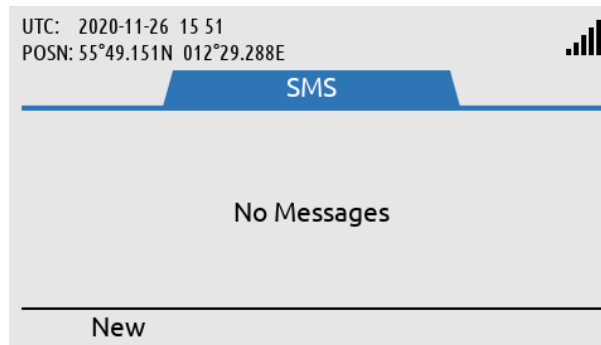 UTC: 2020-11-26 15 51
POSN: 55°49.151N 012°29.288E
SMS
No Messages
New